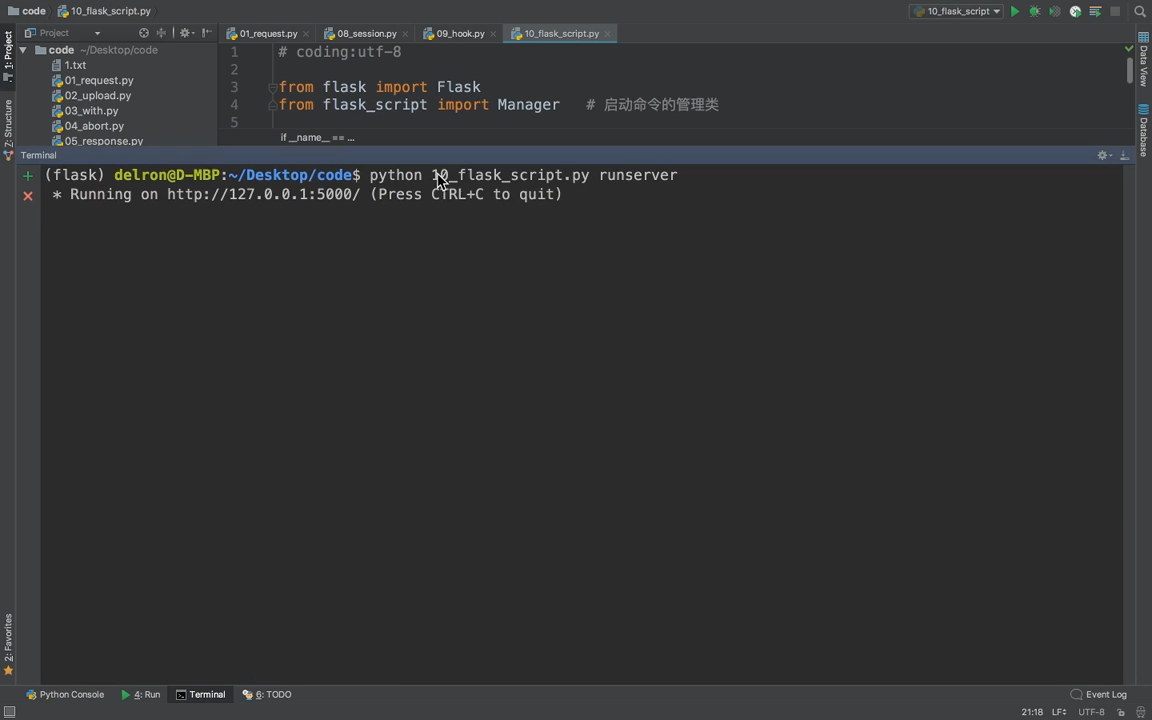 code 10_flask_script.py 10_flask_script
Project 01_request.py 08_session.py 09_hook.py 10_flask_script.py
code ~/Desktop/code
1.txt
01_request.py
02_upload.py
03_with.py
04_abort.py
05_response.py
1 # coding:utf-8
2
3 from flask import Flask
4 from flask_script import Manager # 启动命令的管理类
5
if __name__ == ...
Terminal
(flask) delron@D-MBP:~/Desktop/code$ python 10_flask_script.py runserver
* Running on http://127.0.0.1:5000/ (Press CTRL+C to quit)
1: Project
Z: Structure
2: Favorites
Data View
Database
Python Console 4: Run Terminal 6: TODO Event Log
21:18 LF UTF-8